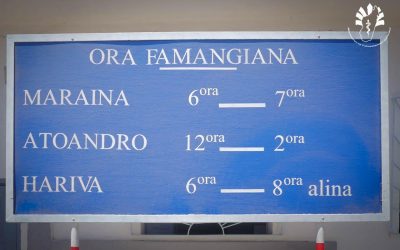 ORA FAMANGIANA
MARAINA 6ora — 7ora
ATOANDRO 12ora — 2ora
HARIVA 6ora — 8ora alina